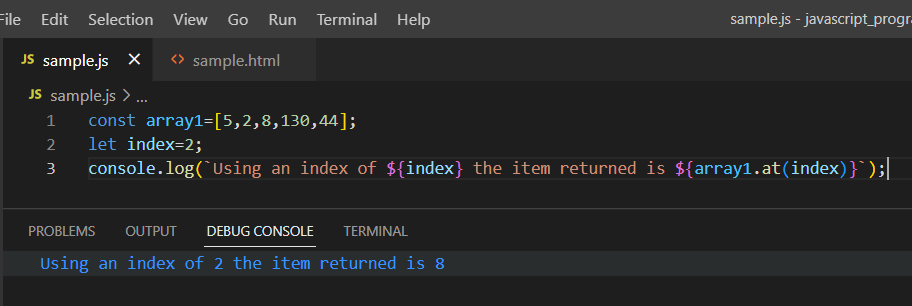 File Edit Selection View Go Run Terminal Help sample.js - javascript_progra
JS sample.js × <> sample.html
JS sample.js > ...
1 const array1=[5,2,8,130,44];
2 let index=2;
3 console.log(`Using an index of ${index} the item returned is ${array1.at(index)}`);
PROBLEMS OUTPUT DEBUG CONSOLE TERMINAL
Using an index of 2 the item returned is 8